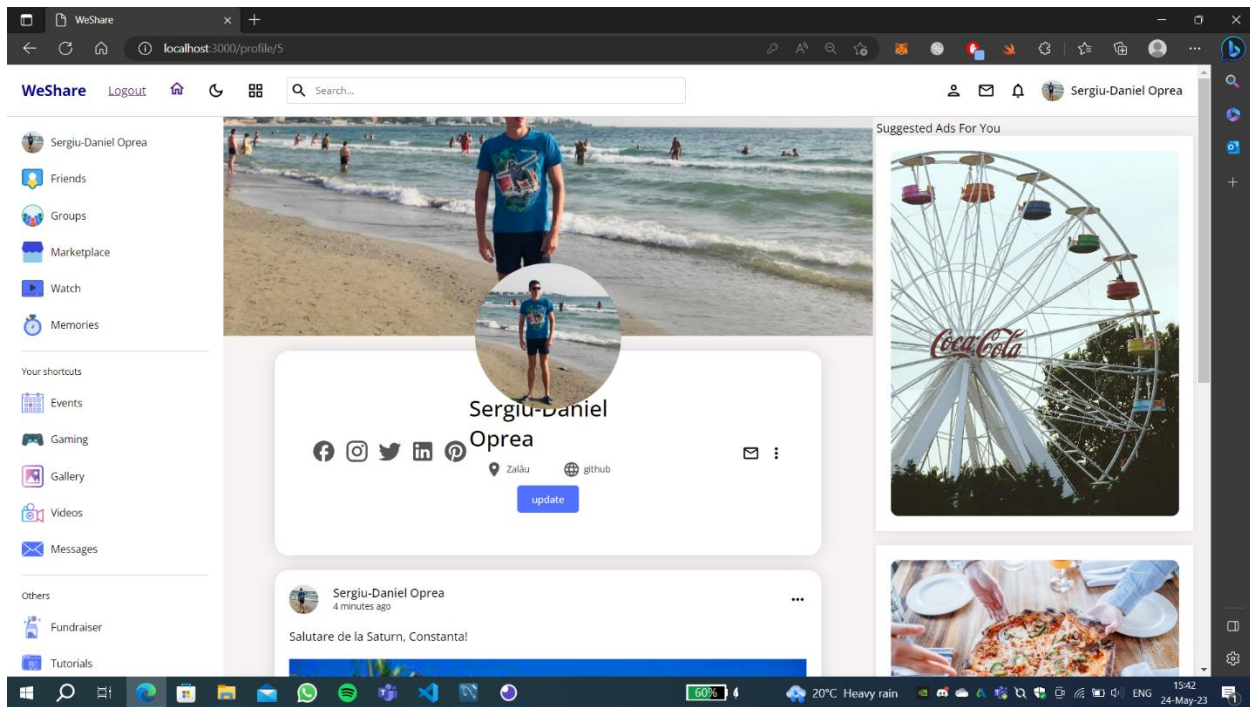 WeShare
localhost:3000/profile/5
WeShare Logout Search... Sergiu-Daniel Oprea
Sergiu-Daniel Oprea
Friends
Groups
Marketplace
Watch
Memories
Your shortcuts
Events
Gaming
Gallery
Videos
Messages
Others
Fundraiser
Tutorials
Sergiu-Daniel
Oprea
Zalău github
update
Sergiu-Daniel Oprea
4 minutes ago
Salutare de la Saturn, Constanta!
Suggested Ads For You
Coca-Cola
60% 20°C Heavy rain ENG 15:42
24-May-23